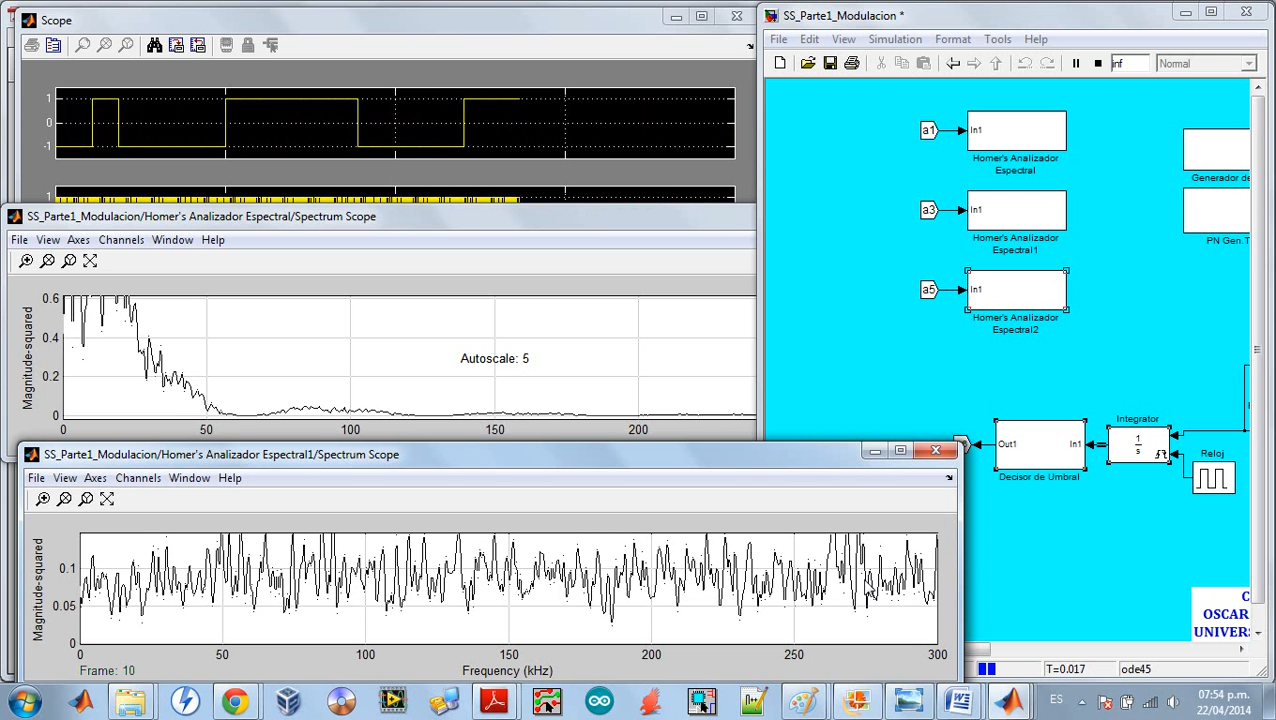 Scope
1
0
-1
1
SS_Parte1_Modulacion/Homer's Analizador Espectral/Spectrum Scope
File View Axes Channels Window Help
Magnitude-squared
0.6
0.4
0.2
0
Autoscale: 5
0 50 100 150 200
SS_Parte1_Modulacion/Homer's Analizador Espectral1/Spectrum Scope
File View Axes Channels Window Help
Magnitude-squared
0.1
0.05
0
0 50 100 150 200 250 300
Frame: 10
Frequency (kHz)
SS_Parte1_Modulacion *
File Edit View Simulation Format Tools Help
inf
Normal
a1
In1
Homer's Analizador
Espectral
Generador de
a3
In1
Homer's Analizador
Espectral1
PN Gen.T
a5
In1
Homer's Analizador
Espectral2
Integrator
Out1
In1
1
s
Decisor de Umbral
Reloj
C
OSCAR
UNIVER
T=0.017
ode45
ES
07:54 p.m.
22/04/2014